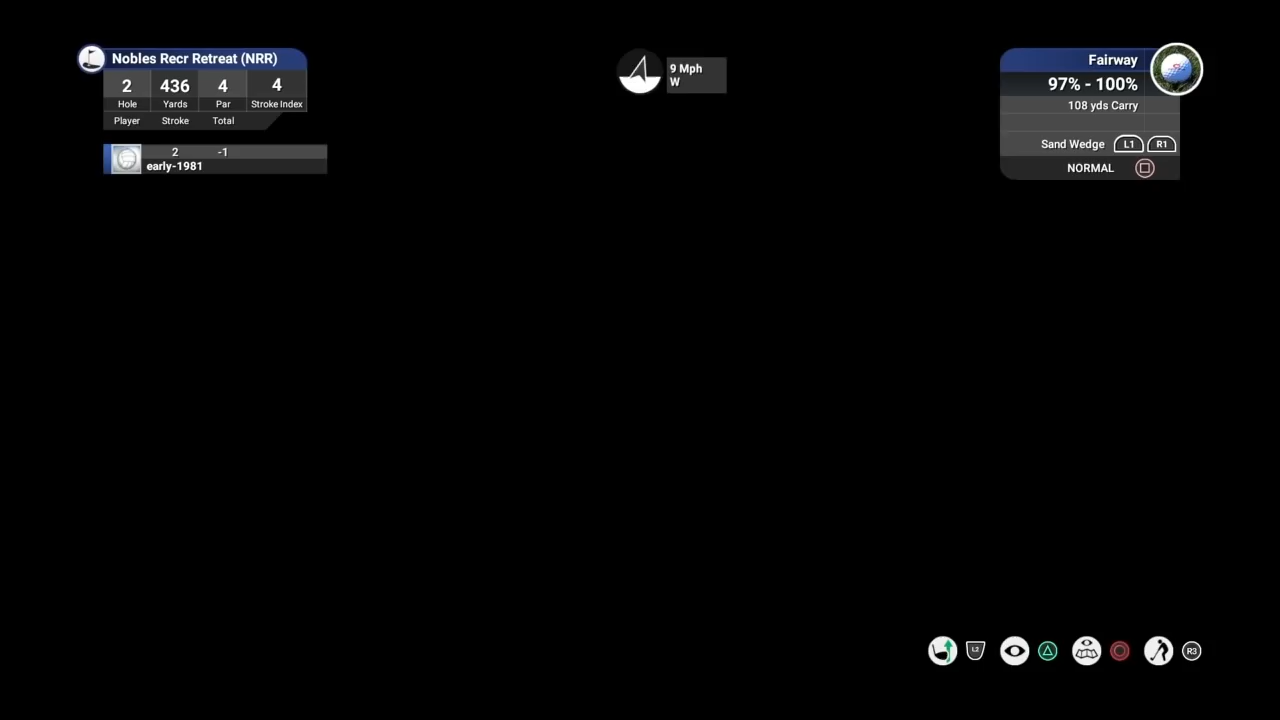 Nobles Recr Retreat (NRR)
2 436 4 4
Hole Yards Par Stroke Index
Player Stroke Total
2 -1
early-1981
9 Mph
W
Fairway
97% - 100%
108 yds Carry
Sand Wedge L1 R1
NORMAL
L2 R3